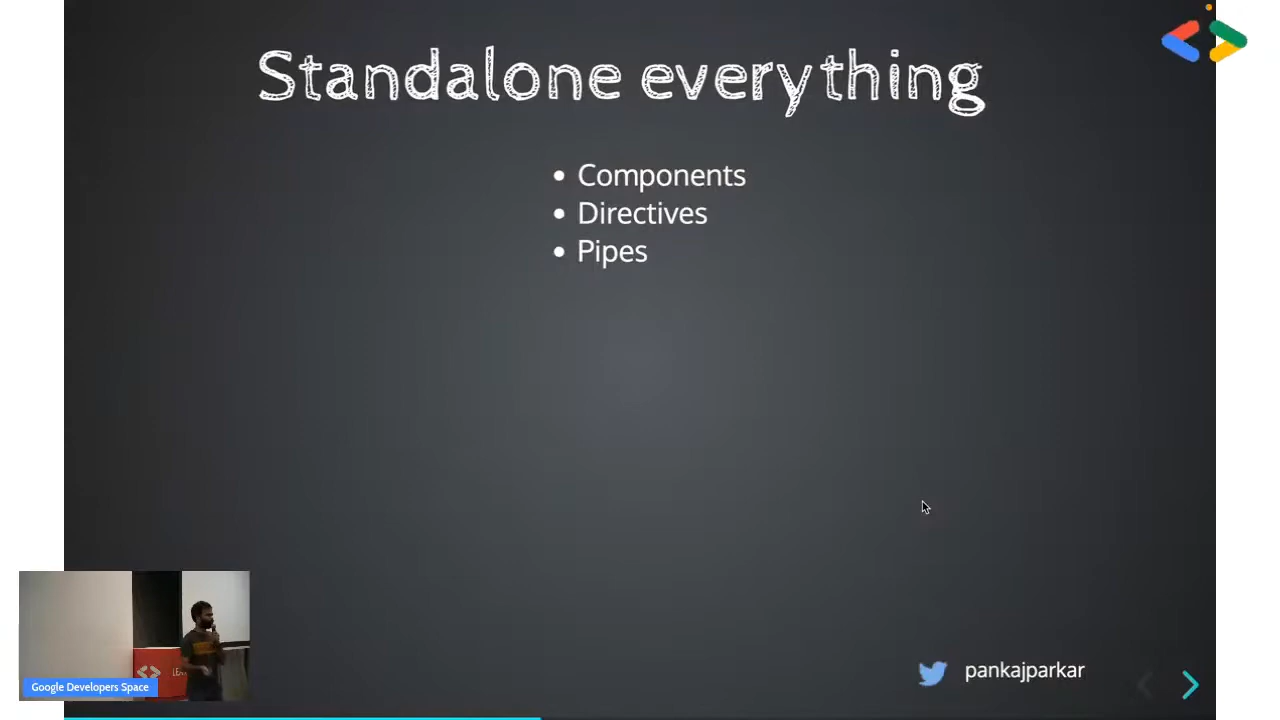 Standalone everything
Components
Directives
Pipes
Google Developers Space
pankajparkar